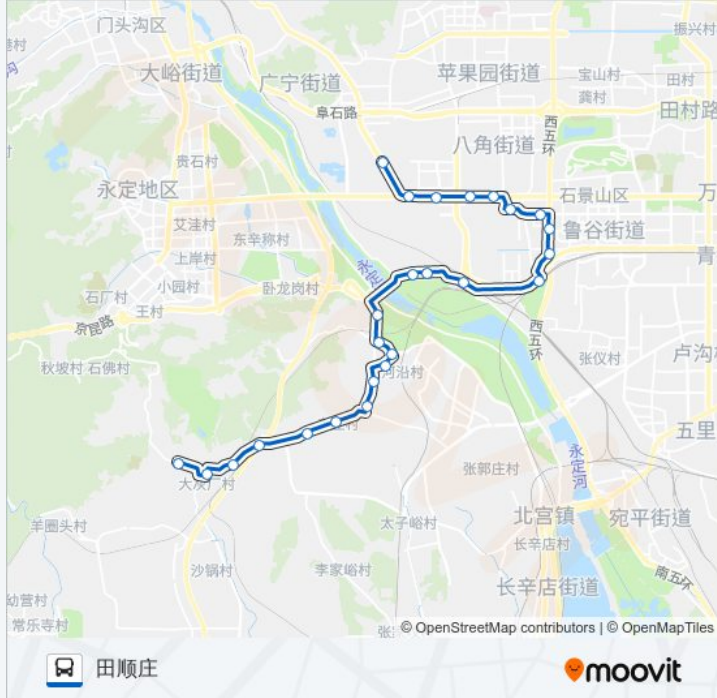 门头沟区
振兴村
大峪街道
广宁街道
苹果园街道
宝山村
龚村
田村
田村路
阜石路
西五环
八角街道
贵石村
永定地区
石景山区
万
艾洼村
鲁谷街道
东辛称村
上岸村
青
永定
小园村
卧龙岗村
石厂村
王村
京昆路
西五环
秋坡村
石佛村
张仪村
卢沟
河沿村
五里
村
张郭庄村
永定河
大灰厂村
北宫镇
宛平街道
羊圈头村
太子峪村
长辛店村
沙锅村
李家峪村
南五环
长辛店街道
幼营村
常乐寺村
张
© OpenStreetMap contributors | © OpenMapTiles
田顺庄
moovit